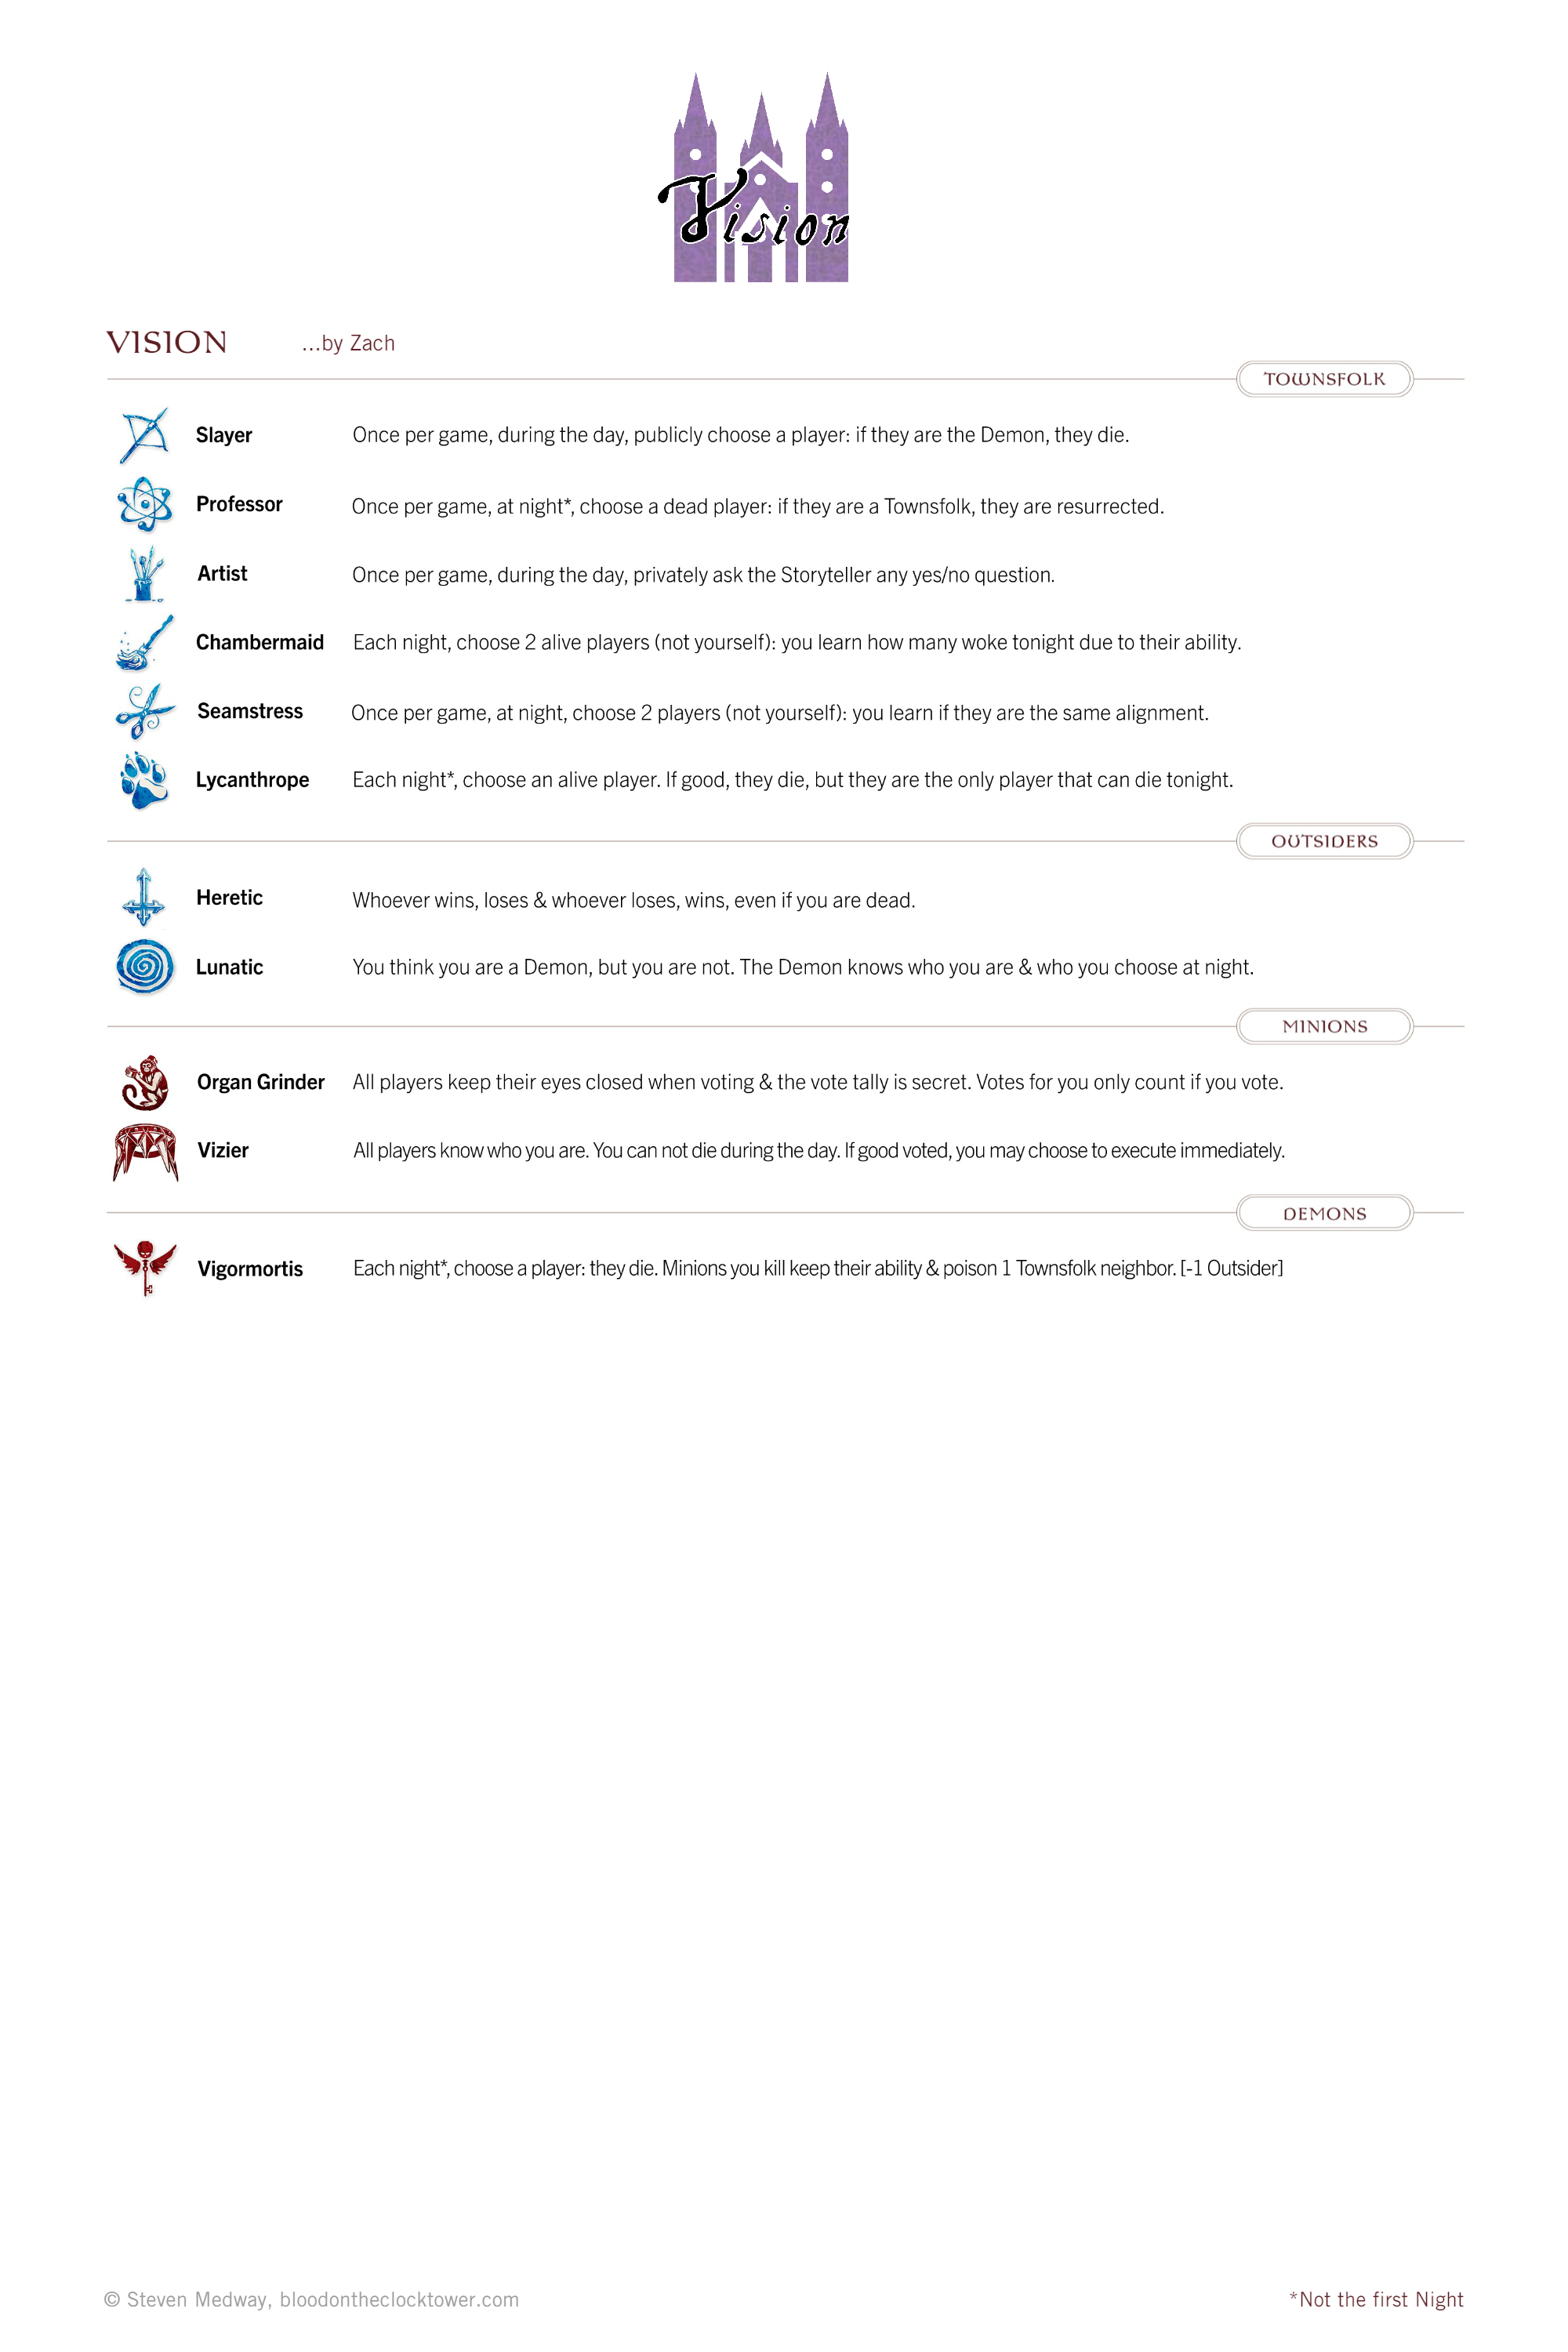 Vision
VISION ...by Zach
TOWNSFOLK
Slayer Once per game, during the day, publicly choose a player: if they are the Demon, they die.
Professor Once per game, at night*, choose a dead player: if they are a Townsfolk, they are resurrected.
Artist Once per game, during the day, privately ask the Storyteller any yes/no question.
Chambermaid Each night, choose 2 alive players (not yourself): you learn how many woke tonight due to their ability.
Seamstress Once per game, at night, choose 2 players (not yourself): you learn if they are the same alignment.
Lycanthrope Each night*, choose an alive player. If good, they die, but they are the only player that can die tonight.
OUTSIDERS
Heretic Whoever wins, loses & whoever loses, wins, even if you are dead.
Lunatic You think you are a Demon, but you are not. The Demon knows who you are & who you choose at night.
MINIONS
Organ Grinder All players keep their eyes closed when voting & the vote tally is secret. Votes for you only count if you vote.
Vizier All players know who you are. You can not die during the day. If good voted, you may choose to execute immediately.
DEMONS
Vigormortis Each night*, choose a player: they die. Minions you kill keep their ability & poison 1 Townsfolk neighbor. [-1 Outsider]
© Steven Medway, bloodontheclocktower.com
*Not the first Night